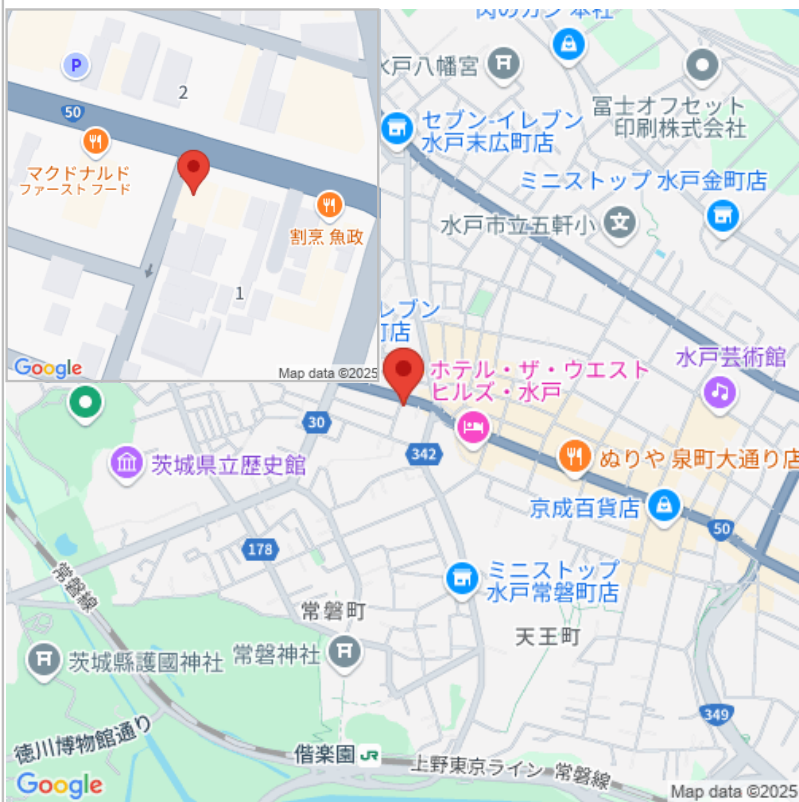 P
2
50
マクドナルド
ファースト フード
割烹 魚政
1
Google
Map data ©2025
水戸八幡宮
セブン-イレブン
水戸末広町店
冨士オフセット
印刷株式会社
ミニストップ 水戸金町店
水戸市立五軒小
文
レブン
町店
ホテル・ザ・ウエスト
ヒルズ・水戸
水戸芸術館
30
342
茨城県立歴史館
ぬりや 泉町大通り店
京成百貨店
50
178
ミニストップ
水戸常磐町店
常磐線
常磐町
天王町
茨城縣護國神社
常磐神社
349
徳川博物館通り
偕楽園 JR
上野東京ライン 常磐線
Google
Map data ©2025